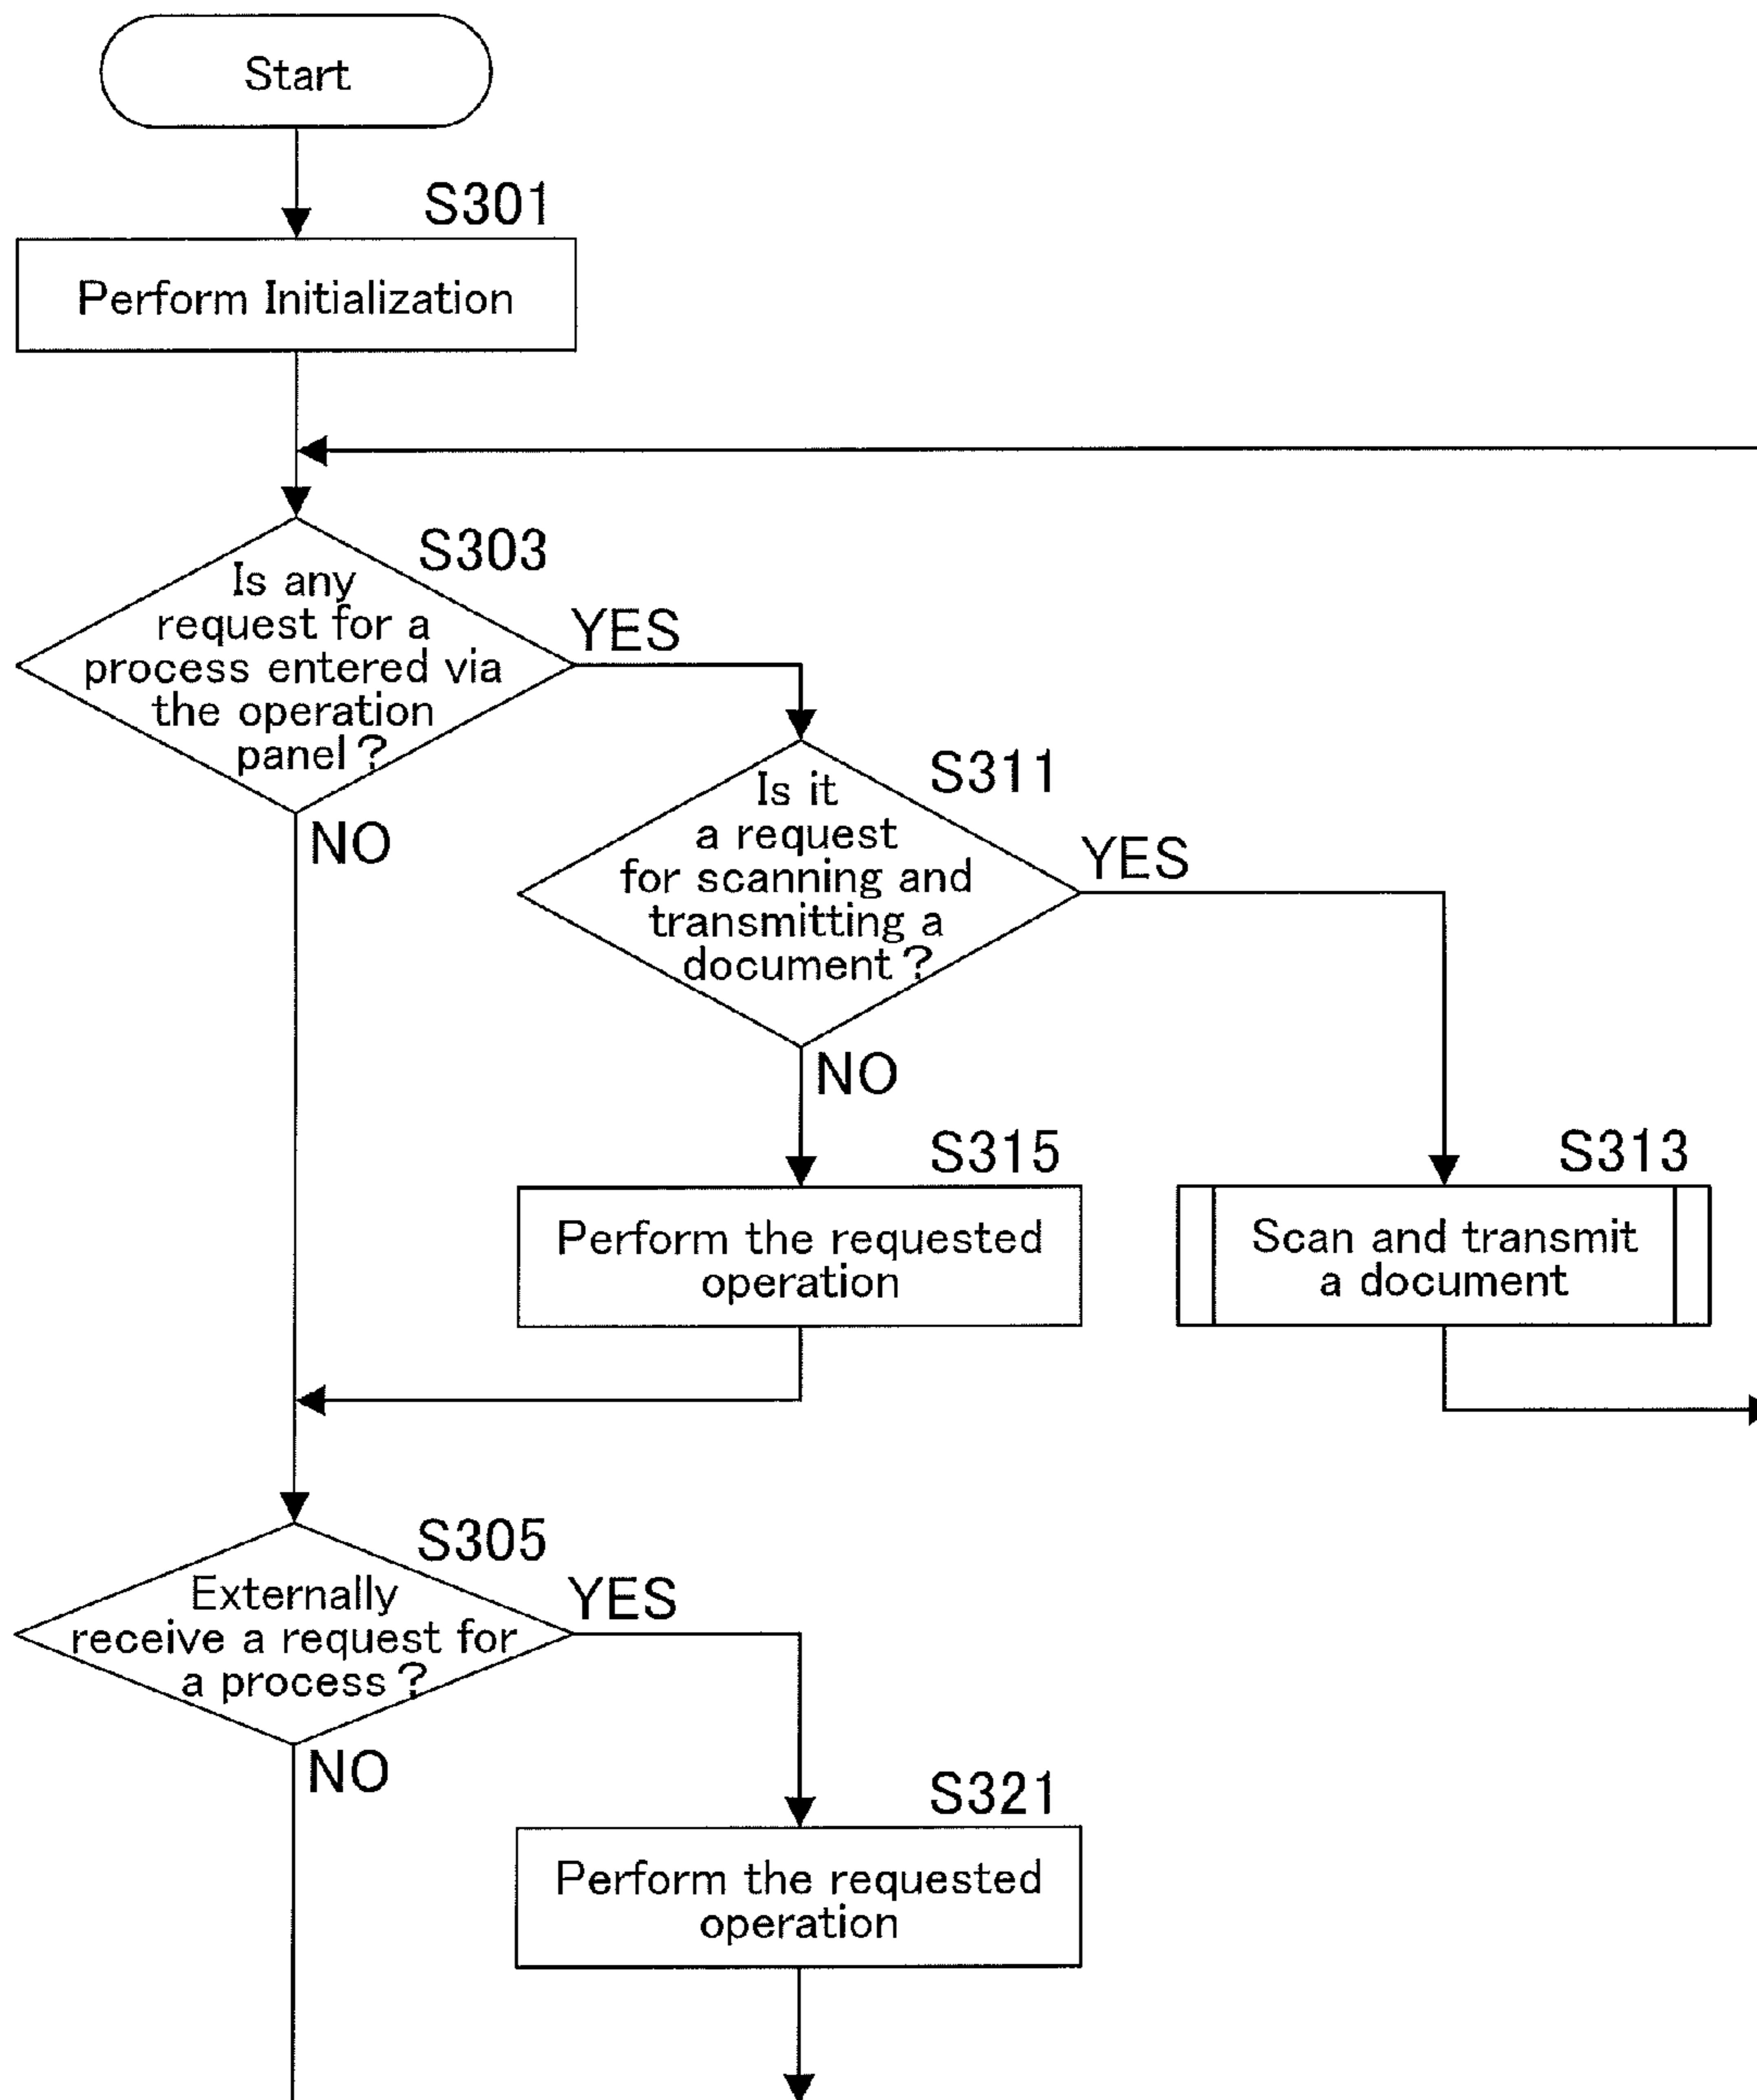 Start
S301
Perform Initialization
S303
Is any
request for a
process entered via
the operation
panel?
YES
NO
S311
Is it
a request
for scanning and
transmitting a
document?
YES
NO
S315
Perform the requested
operation
S313
Scan and transmit
a document
S305
Externally
receive a request for
a process?
YES
NO
S321
Perform the requested
operation